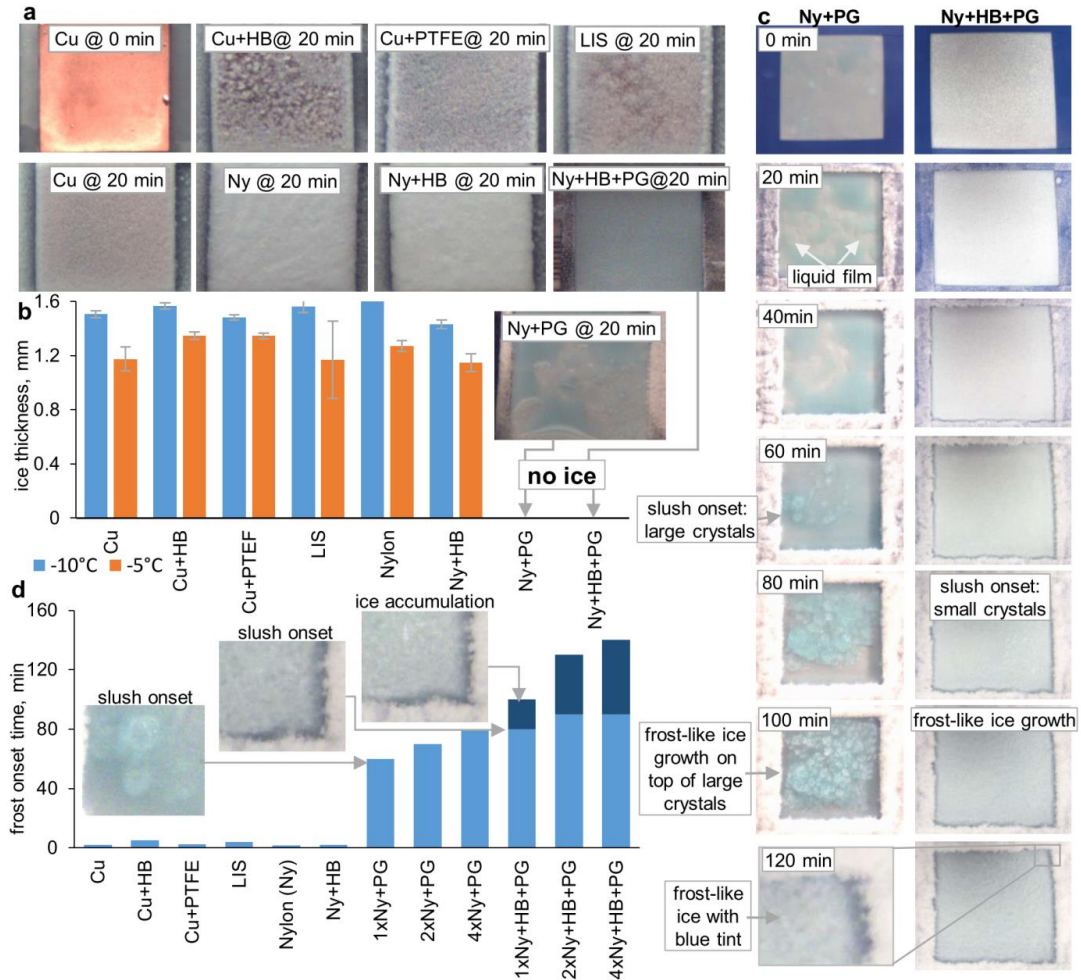 a
Cu @ 0 min
Cu+HB@ 20 min
Cu+PTFE@ 20 min
LIS @ 20 min
Cu @ 20 min
Ny @ 20 min
Ny+HB @ 20 min
Ny+HB+PG@20 min
b
ice thickness, mm
1.6
1.2
0.8
0.4
0
Ny+PG @ 20 min
no ice
Cu
Cu+HB
Cu+PTEF
LIS
Nylon
Ny+HB
Ny+PG
Ny+HB+PG
-10°C
-5°C
d
frost onset time, min
160
120
80
40
0
slush onset
slush onset
ice accumulation
Cu
Cu+HB
Cu+PTFE
LIS
Nylon (Ny)
Ny+HB
1xNy+PG
2xNy+PG
4xNy+PG
1xNy+HB+PG
2xNy+HB+PG
4xNy+HB+PG
c
Ny+PG
Ny+HB+PG
0 min
20 min
liquid film
40min
60 min
slush onset:
large crystals
80 min
slush onset:
small crystals
100 min
frost-like ice growth
frost-like ice
growth on
top of large
crystals
120 min
frost-like
ice with
blue tint